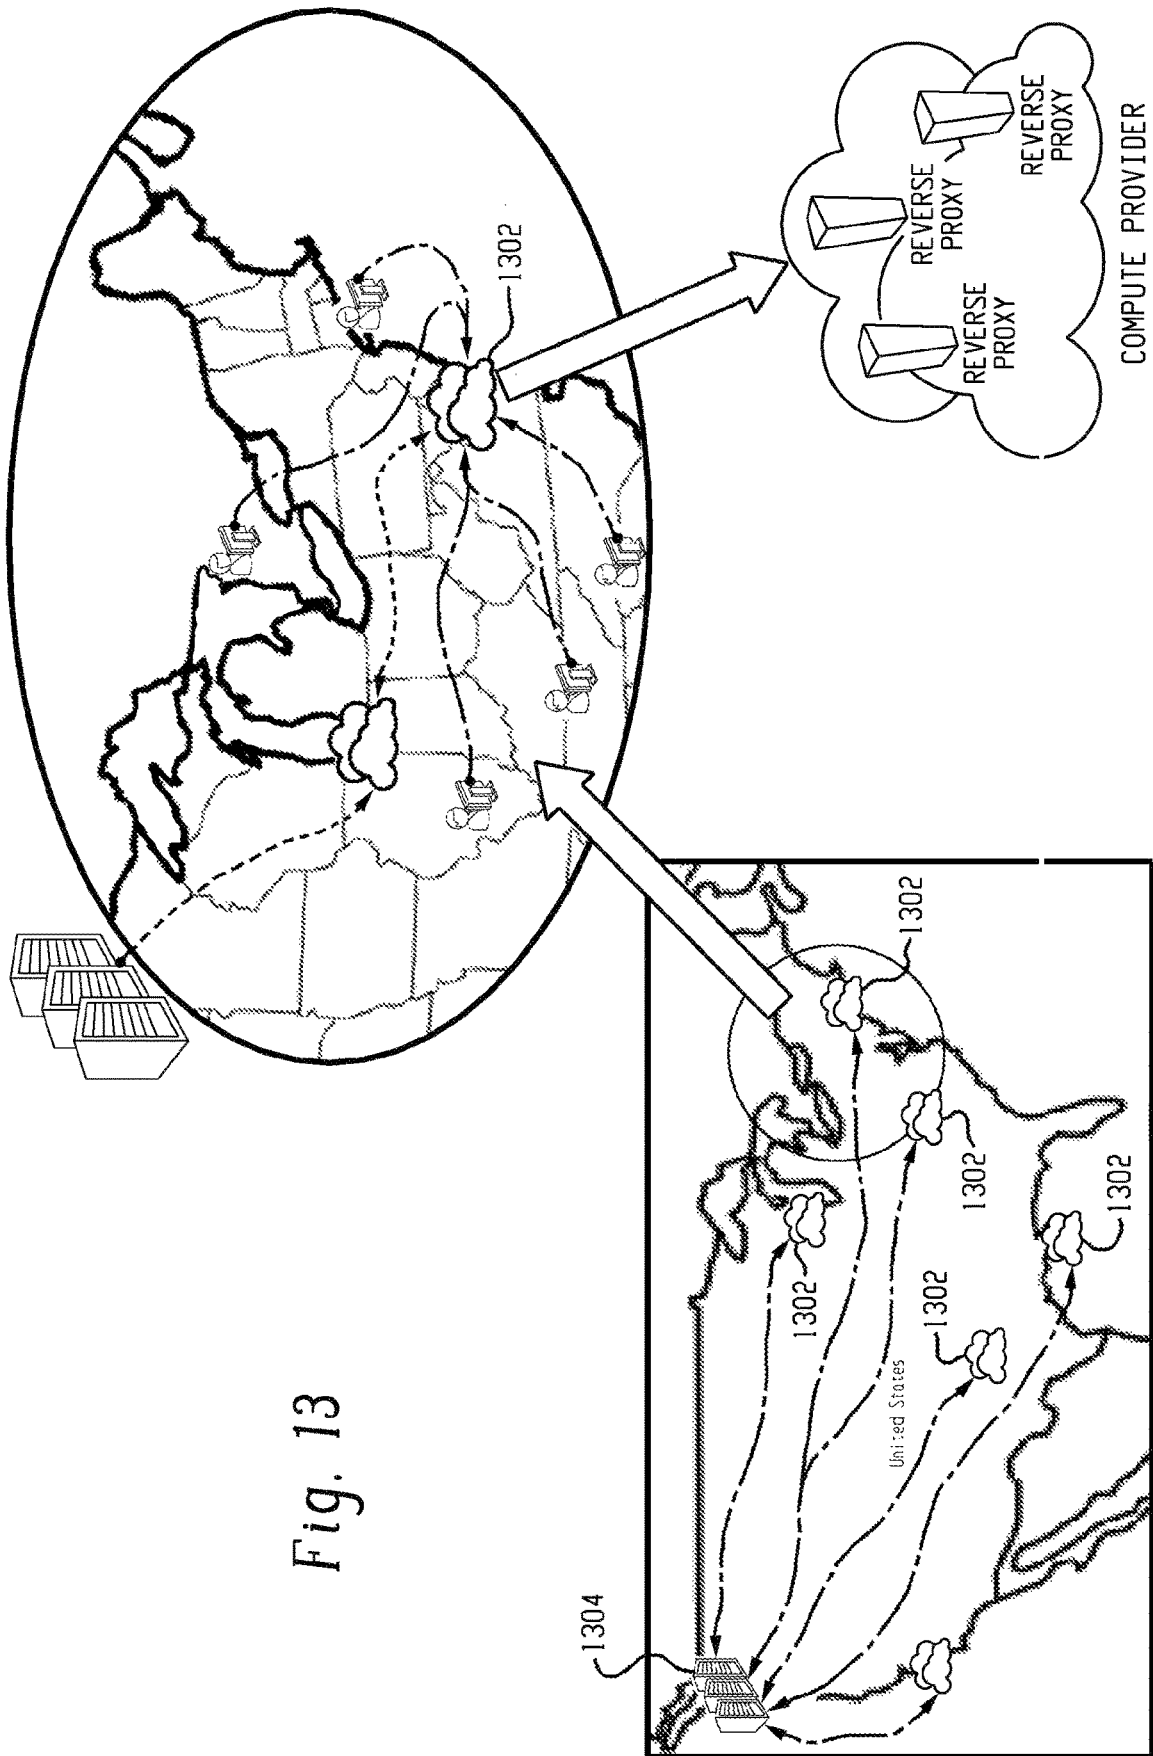 Fig. 13
1302
1304
1302
United States
1302
1302
1302
1302
REVERSE
PROXY
REVERSE
PROXY
REVERSE
PROXY
COMPUTE PROVIDER